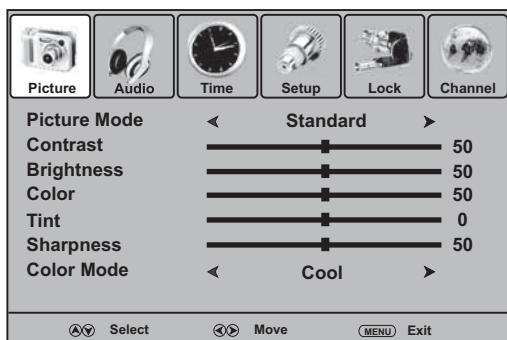 Picture Audio Time Setup Lock Channel
Picture Mode Standard
Contrast 50
Brightness 50
Color 50
Tint 0
Sharpness 50
Color Mode Cool
Select Move MENU Exit